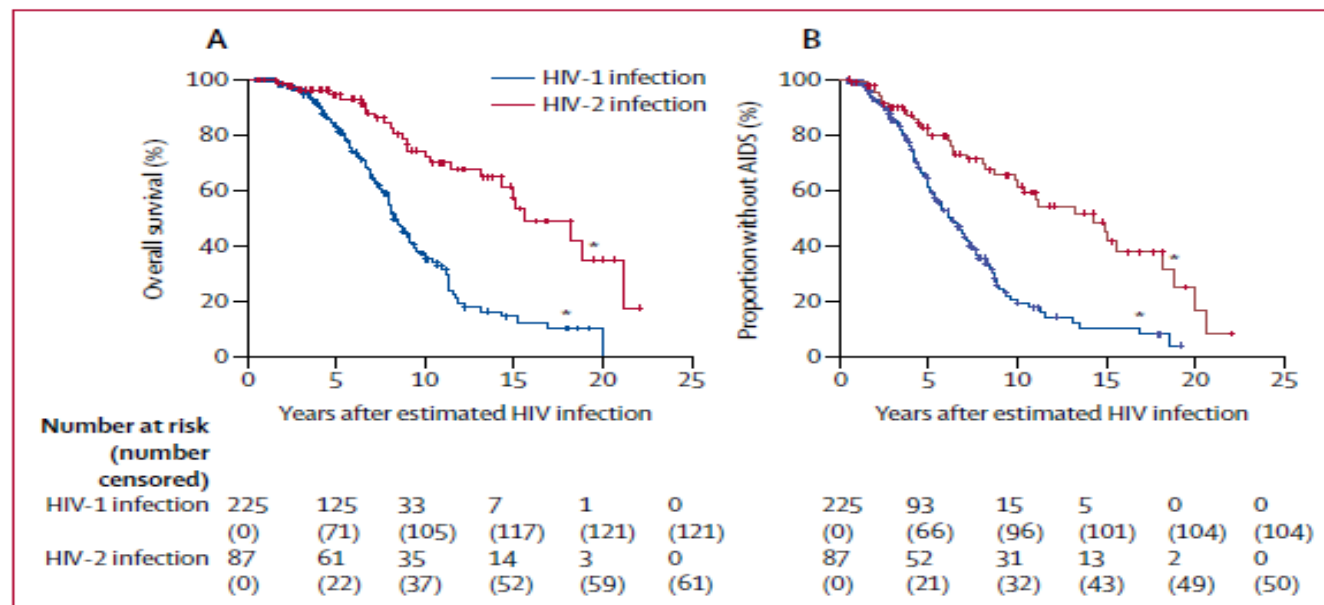 A
B
HIV-1 infection
HIV-2 infection
Overall survival (%)
100
80
60
40
20
0
*
*
0 5 10 15 20 25
Years after estimated HIV infection
Proportion without AIDS (%)
100
80
60
40
20
0
*
*
0 5 10 15 20 25
Years after estimated HIV infection
Number at risk
(number
censored)
HIV-1 infection 225 125 33 7 1 0 225 93 15 5 0 0
(0) (71) (105) (117) (121) (121) (0) (66) (96) (101) (104) (104)
HIV-2 infection 87 61 35 14 3 0 87 52 31 13 2 0
(0) (22) (37) (52) (59) (61) (0) (21) (32) (43) (49) (50)